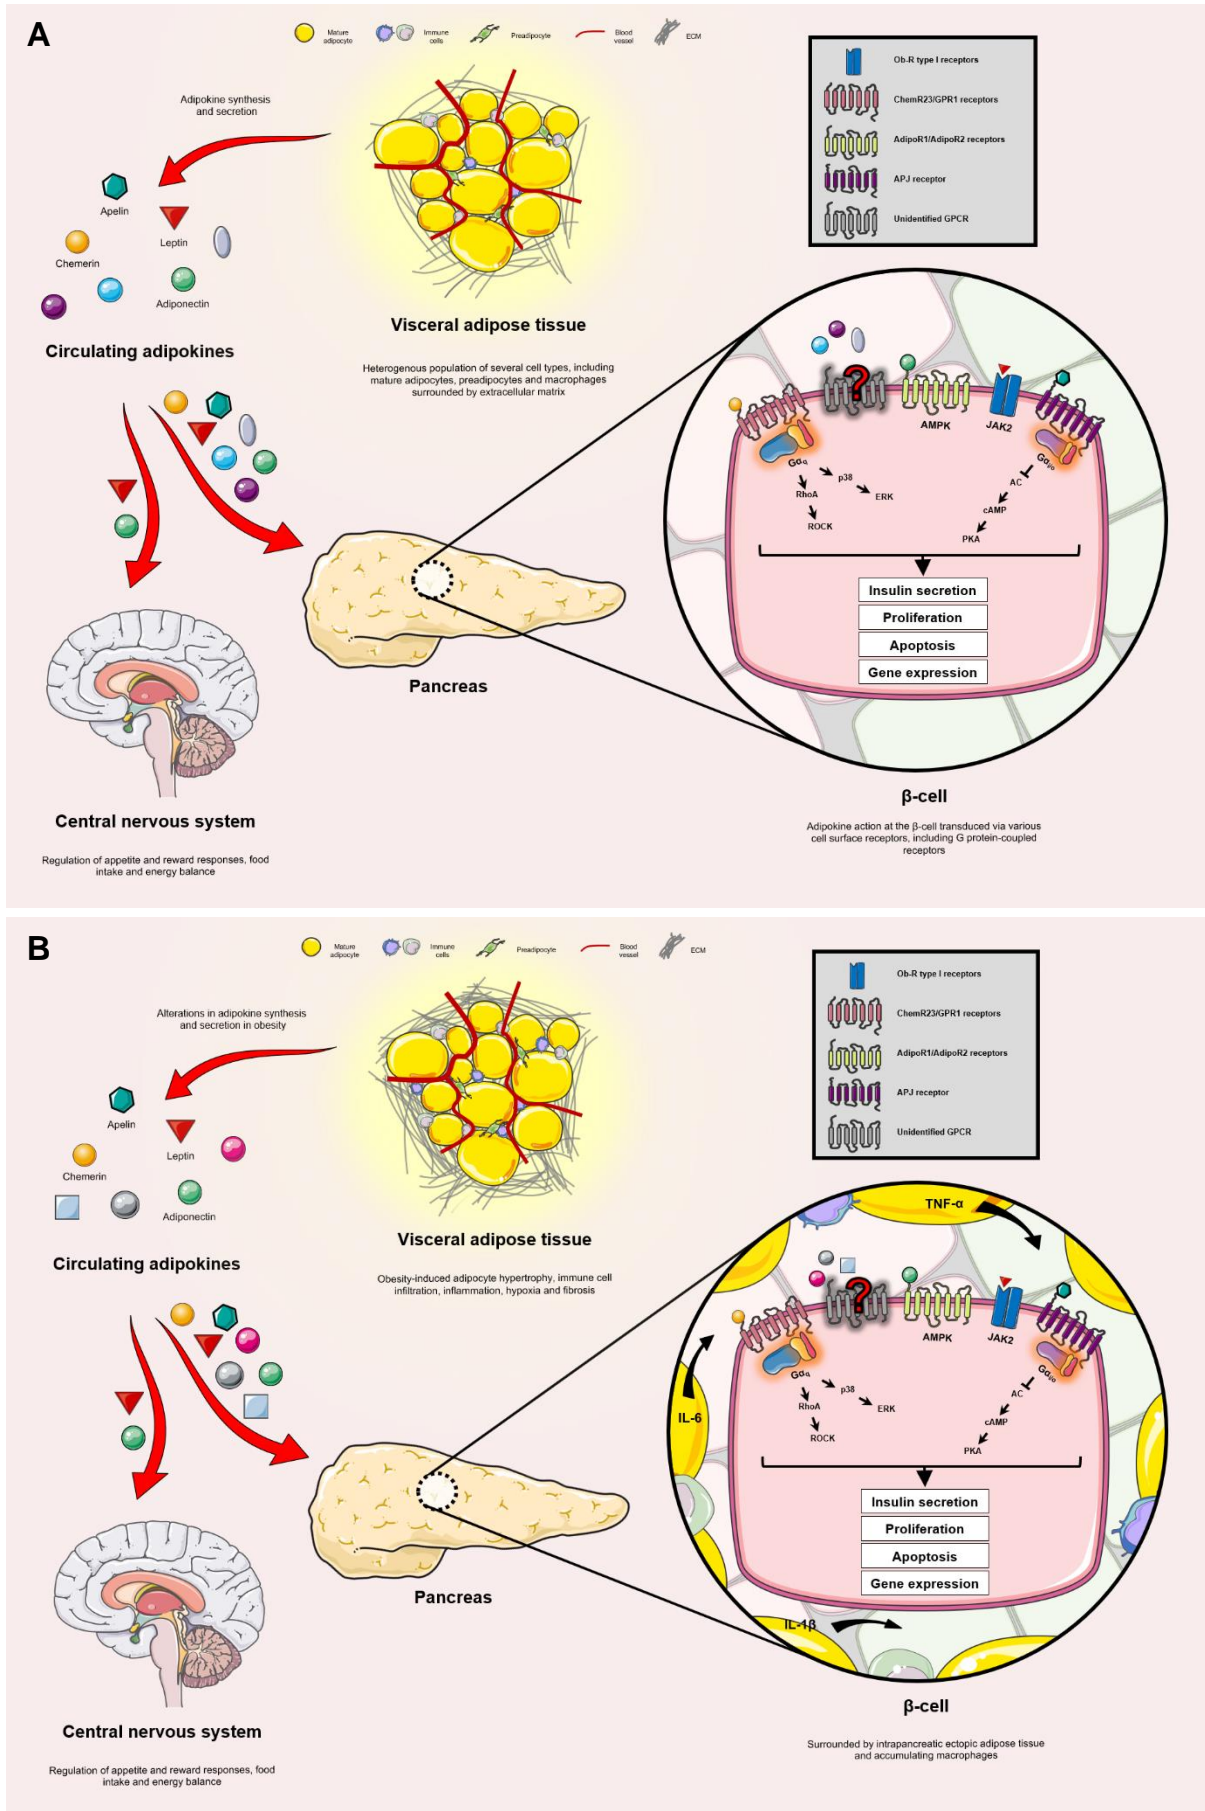 A
Mature
adipocyte
Immune
cells
Preadipocyte
Blood
vessel
ECM
Ob-R type I receptors
ChemR23/GPR1 receptors
AdipoR1/AdipoR2 receptors
APJ receptor
Unidentified GPCR
Adipokine synthesis
and secretion
Apelin
Leptin
Chemerin
Adiponectin
Circulating adipokines
Visceral adipose tissue
Heterogenous population of several cell types, including
mature adipocytes, preadipocytes and macrophages
surrounded by extracellular matrix
?
AMPK
JAK2
Gαq
p38
ERK
RhoA
ROCK
Gαi/o
AC
cAMP
PKA
Insulin secretion
Proliferation
Apoptosis
Gene expression
Pancreas
β-cell
Adipokine action at the β-cell transduced via various
cell surface receptors, including G protein-coupled
receptors
Central nervous system
Regulation of appetite and reward responses, food
intake and energy balance
B
Mature
adipocyte
Immune
cells
Preadipocyte
Blood
vessel
ECM
Ob-R type I receptors
ChemR23/GPR1 receptors
AdipoR1/AdipoR2 receptors
APJ receptor
Unidentified GPCR
Alterations in adipokine synthesis
and secretion in obesity
Apelin
Leptin
Chemerin
Adiponectin
Circulating adipokines
Visceral adipose tissue
Obesity-induced adipocyte hypertrophy, immune cell
infiltration, inflammation, hypoxia and fibrosis
TNF-α
?
AMPK
JAK2
IL-6
Gαq
p38
ERK
RhoA
ROCK
Gαi/o
AC
cAMP
PKA
Insulin secretion
Proliferation
Apoptosis
Gene expression
IL-1β
Pancreas
β-cell
Surrounded by intrapancreatic ectopic adipose tissue
and accumulating macrophages
Central nervous system
Regulation of appetite and reward responses, food
intake and energy balance